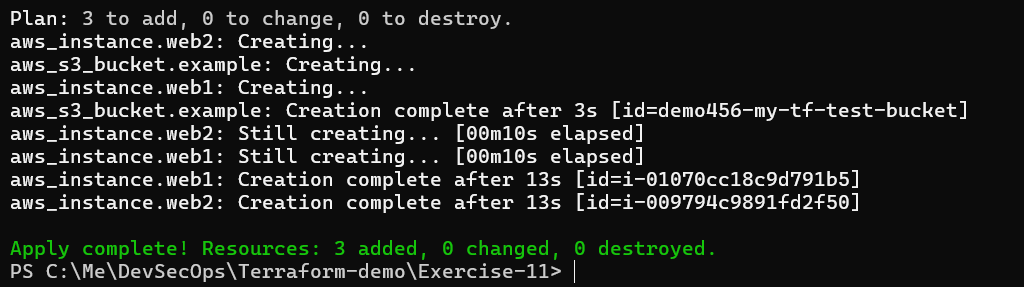 Plan: 3 to add, 0 to change, 0 to destroy.
aws_instance.web2: Creating...
aws_s3_bucket.example: Creating...
aws_instance.web1: Creating...
aws_s3_bucket.example: Creation complete after 3s [id=demo456-my-tf-test-bucket]
aws_instance.web2: Still creating... [00m10s elapsed]
aws_instance.web1: Still creating... [00m10s elapsed]
aws_instance.web1: Creation complete after 13s [id=i-01070cc18c9d791b5]
aws_instance.web2: Creation complete after 13s [id=i-009794c9891fd2f50]
Apply complete! Resources: 3 added, 0 changed, 0 destroyed.
PS C:\Me\DevSecOps\Terraform-demo\Exercise-11>